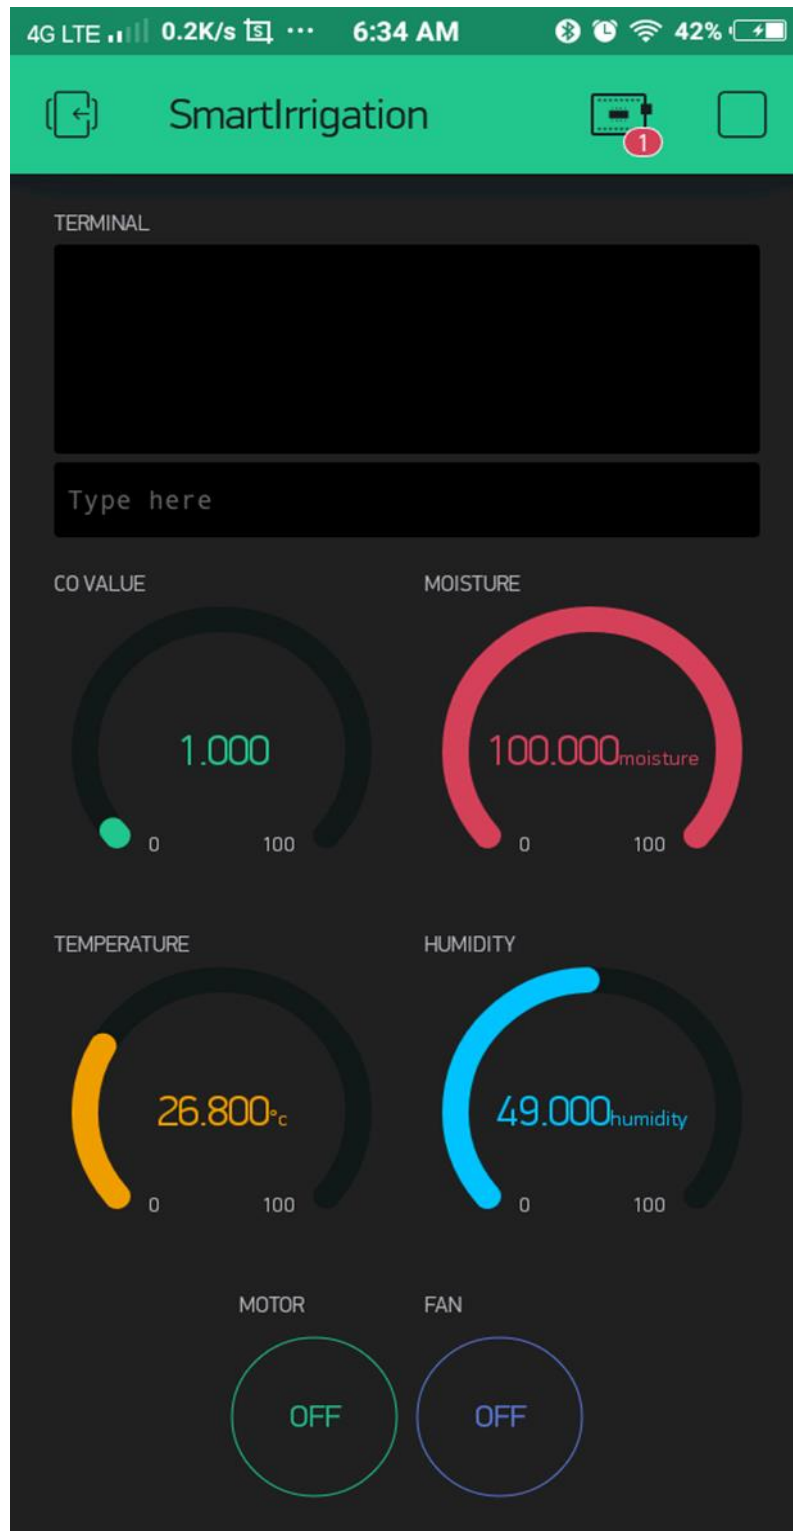 4G LTE 0.2K/s S ··· 6:34 AM 42%
SmartIrrigation
1
TERMINAL
Type here
CO VALUE MOISTURE
1.000 100.000moisture
0 100 0 100
TEMPERATURE HUMIDITY
26.800°c 49.000humidity
0 100 0 100
MOTOR FAN
OFF OFF